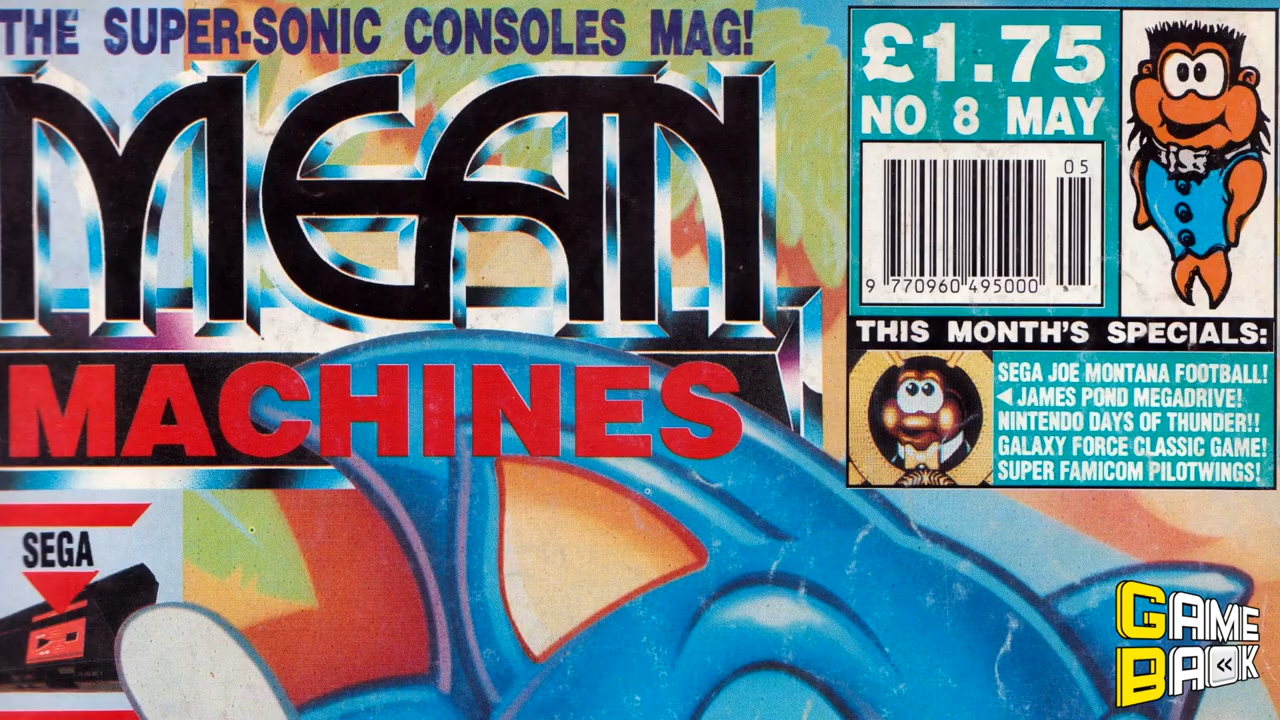 THE SUPER-SONIC CONSOLES MAG!
MEAN
MACHINES
£1.75
NO 8 MAY
05
9 770960 495000
THIS MONTH'S SPECIALS:
SEGA JOE MONTANA FOOTBALL!
◀ JAMES POND MEGADRIVE!
NINTENDO DAYS OF THUNDER!!
GALAXY FORCE CLASSIC GAME!
SUPER FAMICOM PILOTWINGS!
SEGA
GAME
BACK